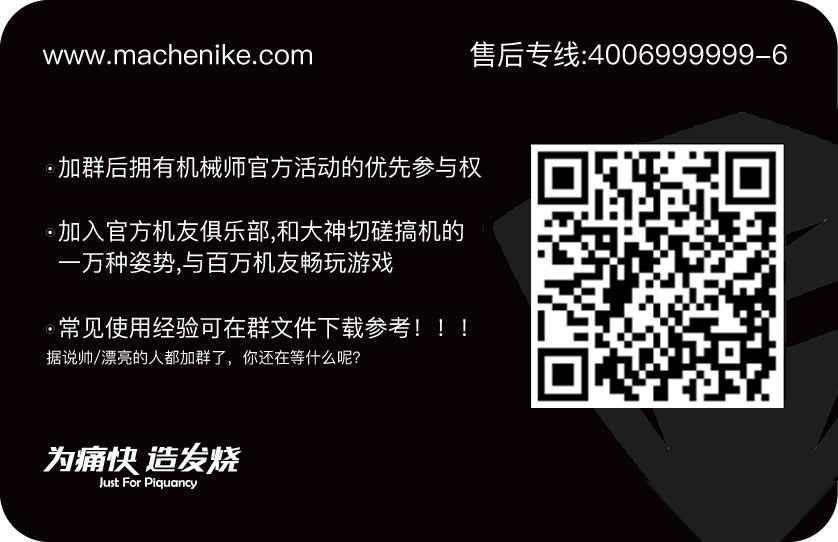 www.machenike.com
售后专线:4006999999-6
加群后拥有机械师官方活动的优先参与权
加入官方机友俱乐部,和大神切磋搞机的
一万种姿势,与百万机友畅玩游戏
常见使用经验可在群文件下载参考！！！
据说帅/漂亮的人都加群了，你还在等什么呢?
为痛快 造发烧
Just For Piquancy